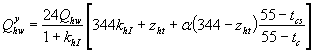 Q^y_{hw} = \frac{24Q_{hw}}{1 + k_{hl}} \left[ 344k_{hl} + z_{ht} + \alpha(344 - z_{ht}) \frac{55 - t_{cs}}{55 - t_c} \right]